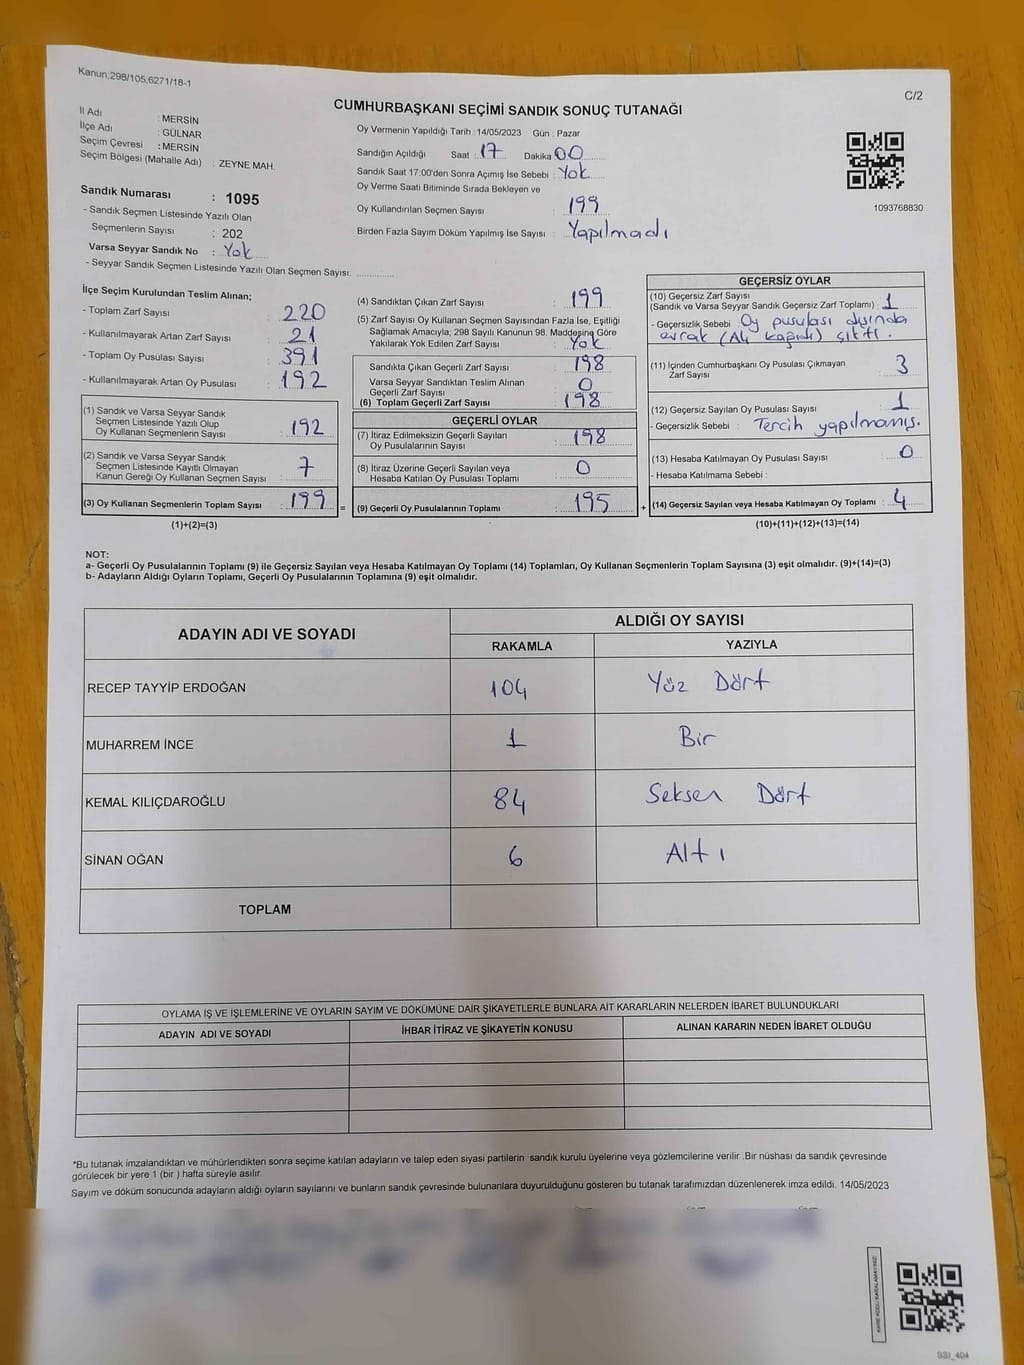 Kanun;298/105,6271/18-1
C/2
CUMHURBAŞKANI SEÇİMİ SANDIK SONUÇ TUTANAĞI
İl Adı : MERSİN
İlçe Adı : GÜLNAR
Seçim Çevresi : MERSİN
Seçim Bölgesi (Mahalle Adı) : ZEYNE MAH.
Sandık Numarası : 1095
- Sandık Seçmen Listesinde Yazılı Olan
Seçmenlerin Sayısı : 202
Varsa Seyyar Sandık No : Yok
- Seyyar Sandık Seçmen Listesinde Yazılı Olan Seçmen Sayısı:
Oy Vermenin Yapıldığı Tarih : 14/05/2023 Gün : Pazar
Sandığın Açıldığı Saat : 17 Dakika 00
Sandık Saat 17:00'den Sonra Açımış İse Sebebi : Yok
Oy Verme Saati Bitiminde Sırada Bekleyen ve
Oy Kullandırılan Seçmen Sayısı : 199
Birden Fazla Sayım Döküm Yapılmış İse Sayısı : Yapılmadı
1093768830
İlçe Seçim Kurulundan Teslim Alınan;
- Toplam Zarf Sayısı : 220
- Kullanılmayarak Artan Zarf Sayısı : 21
- Toplam Oy Pusulası Sayısı : 391
- Kullanılmayarak Artan Oy Pusulası : 192
(1) Sandık ve Varsa Seyyar Sandık
Seçmen Listesinde Yazılı Olup
Oy Kullanan Seçmenlerin Sayısı : 192
(2) Sandık ve Varsa Seyyar Sandık
Seçmen Listesinde Kayıtlı Olmayan
Kanun Gereği Oy Kullanan Seçmen Sayısı : 7
(3) Oy Kullanan Seçmenlerin Toplam Sayısı : 199 =
(1)+(2)=(3)
(4) Sandıktan Çıkan Zarf Sayısı : 199
(5) Zarf Sayısı Oy Kullanan Seçmen Sayısından Fazla İse, Eşitliği
Sağlamak Amacıyla; 298 Sayılı Kanunun 98. Maddesine Göre
Yakılarak Yok Edilen Zarf Sayısı : Yok
Sandıkta Çıkan Geçerli Zarf Sayısı : 198
Varsa Seyyar Sandıktan Teslim Alınan
Geçerli Zarf Sayısı : 0
(6) Toplam Geçerli Zarf Sayısı : 198
GEÇERLİ OYLAR
(7) İtiraz Edilmeksizin Geçerli Sayılan
Oy Pusulasının Sayısı : 198
(8) İtiraz Üzerine Geçerli Sayılan veya
Hesaba Katılan Oy Pusulası Toplamı : 0
(9) Geçerli Oy Pusulalarının Toplamı : 195 +
GEÇERSİZ OYLAR
(10) Geçersiz Zarf Sayısı
(Sandık ve Varsa Seyyar Sandık Geçersiz Zarf Toplamı) : 1
- Geçersizlik Sebebi : Oy pusulası dışında
evrak (Alt kağıdı) çıktı.
(11) İçinden Cumhurbaşkanı Oy Pusulası Çıkmayan
Zarf Sayısı 3
(12) Geçersiz Sayılan Oy Pusulası Sayısı : 1
- Geçersizlik Sebebi : Tercih yapılmamış.
(13) Hesaba Katılmayan Oy Pusulası Sayısı : 0
- Hesaba Katılmama Sebebi :
(14) Geçersiz Sayılan veya Hesaba Katılmayan Oy Toplamı : 4
(10)+(11)+(12)+(13)=(14)
NOT:
a- Geçerli Oy Pusulalarının Toplamı (9) ile Geçersiz Sayılan veya Hesaba Katılmayan Oy Toplamı (14) Toplamları, Oy Kullanan Seçmenlerin Toplam Sayısına (3) eşit olmalıdır. (9)+(14)=(3)
b- Adayların Aldığı Oyların Toplamı, Geçerli Oy Pusulalarının Toplamına (9) eşit olmalıdır.
ADAYIN ADI VE SOYADI ALDIĞI OY SAYISI
RAKAMLA YAZIYLA
RECEP TAYYİP ERDOĞAN 104 Yüz Dört
MUHARREM İNCE 1 Bir
KEMAL KILIÇDAROĞLU 84 Seksen Dört
SİNAN OĞAN 6 Altı
TOPLAM
OYLAMA İŞ VE İŞLEMLERİNE VE OYLARIN SAYIM VE DÖKÜMÜNE DAİR ŞİKAYETLERLE BUNLARA AİT KARARLARIN NELERDEN İBARET BULUNDUKLARI
ADAYIN ADI VE SOYADI İHBAR İTİRAZ VE ŞİKAYETİN KONUSU ALINAN KARARIN NEDEN İBARET OLDUĞU
*Bu tutanak imzalandıktan ve mühürlendikten sonra seçime katılan adayların ve talep eden siyasi partilerin sandık kurulu üyelerine veya gözlemcilerine verilir .Bir nüshası da sandık çevresinde
görülecek bir yere 1 (bir ) hafta süreyle asılır.
Sayım ve döküm sonucunda adayların aldığı oyların sayılarını ve bunların sandık çevresinde bulunanlara duyurulduğunu gösteren bu tutanak tarafımızdan düzenlenerek imza edildi. 14/05/2023
KARE KODU KARALAMAYINIZ!
SSI_404